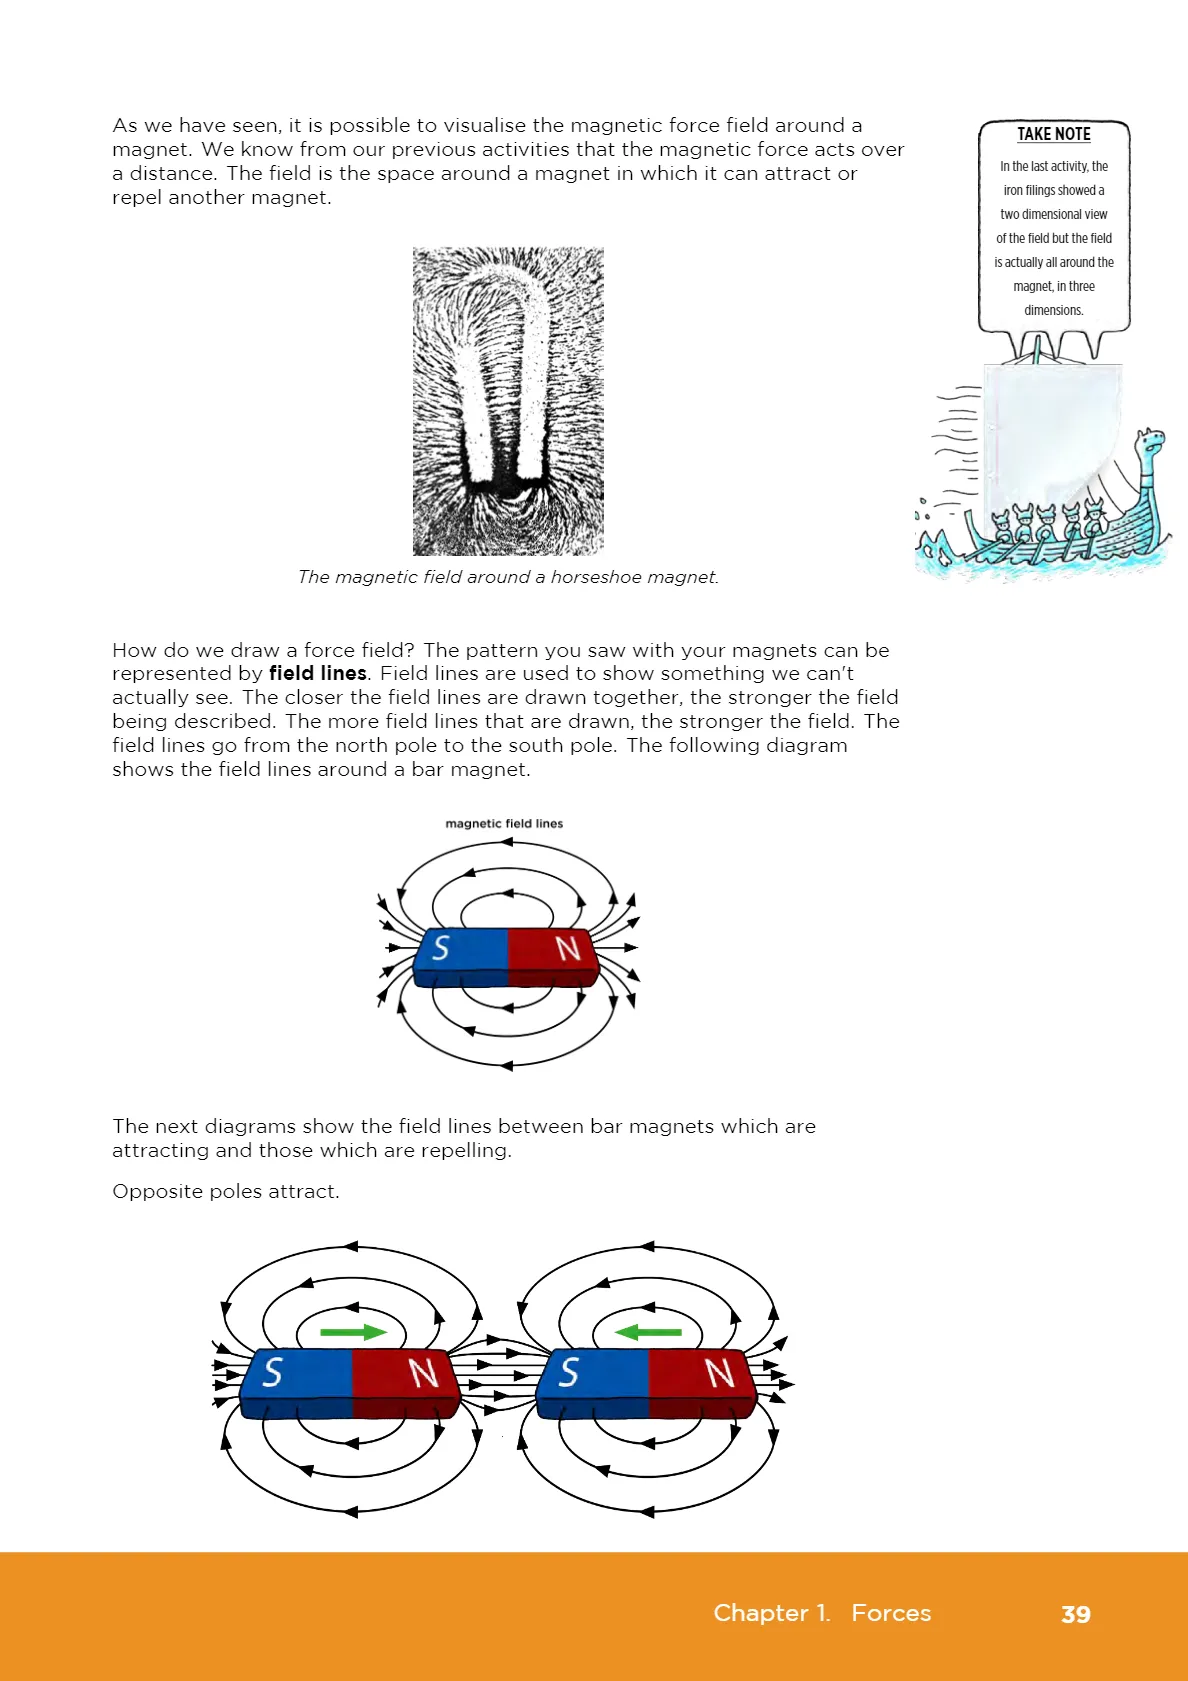 As we have seen, it is possible to visualise the magnetic force field around a
magnet. We know from our previous activities that the magnetic force acts over
a distance. The field is the space around a magnet in which it can attract or
repel another magnet.
TAKE NOTE
In the last activity, the
iron filings showed a
two dimensional view
of the field but the field
is actually all around the
magnet, in three
dimensions.
The magnetic field around a horseshoe magnet.
How do we draw a force field? The pattern you saw with your magnets can be
represented by field lines. Field lines are used to show something we can't
actually see. The closer the field lines are drawn together, the stronger the field
being described. The more field lines that are drawn, the stronger the field. The
field lines go from the north pole to the south pole. The following diagram
shows the field lines around a bar magnet.
magnetic field lines
S N
The next diagrams show the field lines between bar magnets which are
attracting and those which are repelling.
Opposite poles attract.
S N S N
Chapter 1. Forces 39